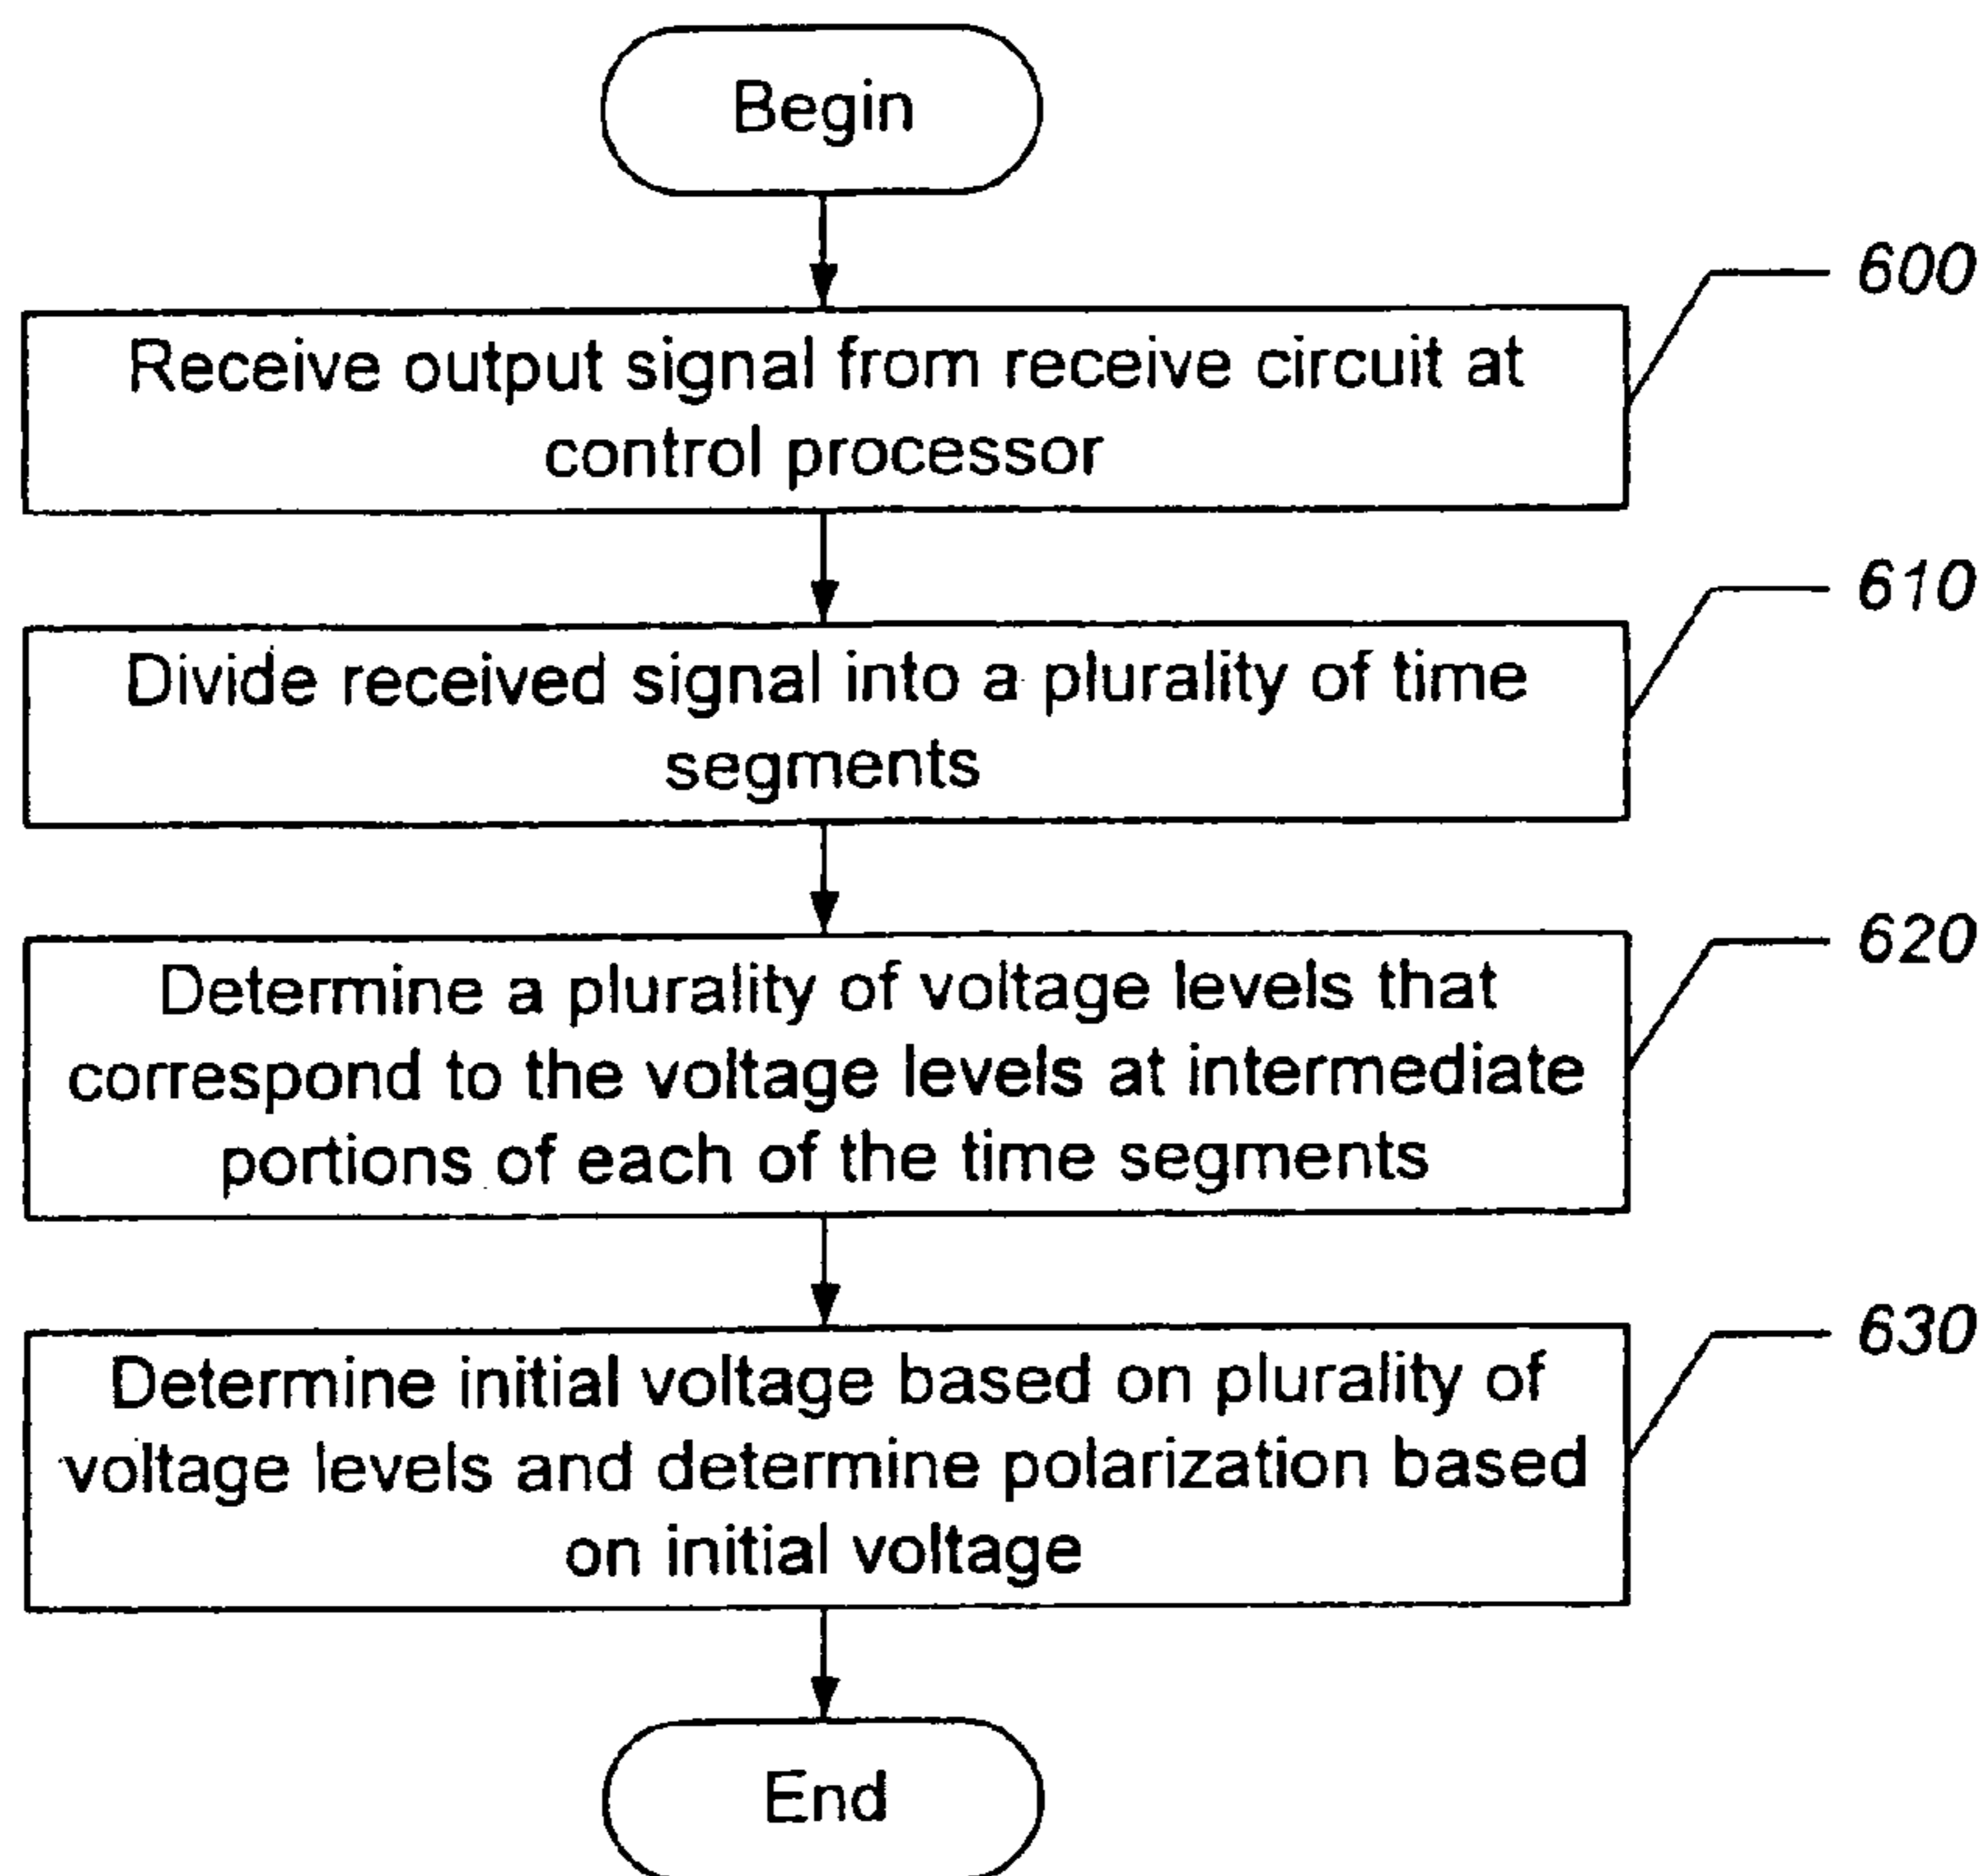 Begin
600
Receive output signal from receive circuit at
control processor
610
Divide received signal into a plurality of time
segments
620
Determine a plurality of voltage levels that
correspond to the voltage levels at intermediate
portions of each of the time segments
630
Determine initial voltage based on plurality of
voltage levels and determine polarization based
on initial voltage
End